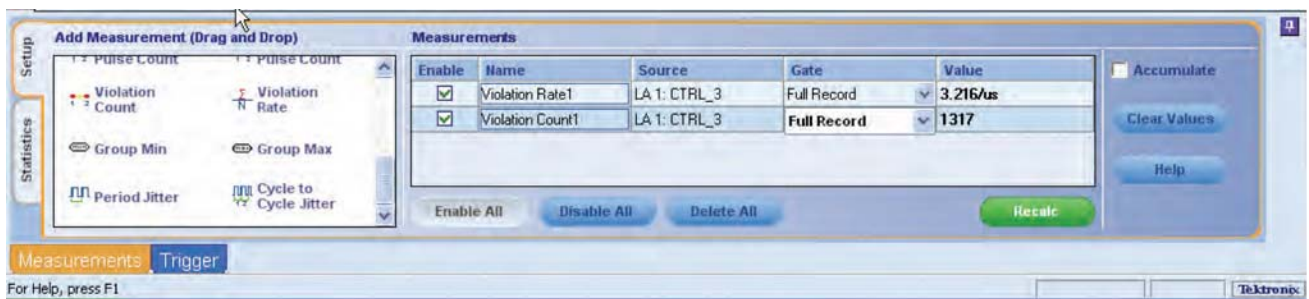 Setup
Statistics
Add Measurement (Drag and Drop)
Pulse Count
Pulse Count
Violation Count
Violation Rate
Group Min
Group Max
Period Jitter
Cycle to Cycle Jitter
Measurements
Enable Name Source Gate Value
Violation Rate1 LA 1: CTRL_3 Full Record 3.216/us
Violation Count1 LA 1: CTRL_3 Full Record 1317
Enable All Disable All Delete All Recalc
Accumulate
Clear Values
Help
Measurements Trigger
For Help, press F1
Tektronix